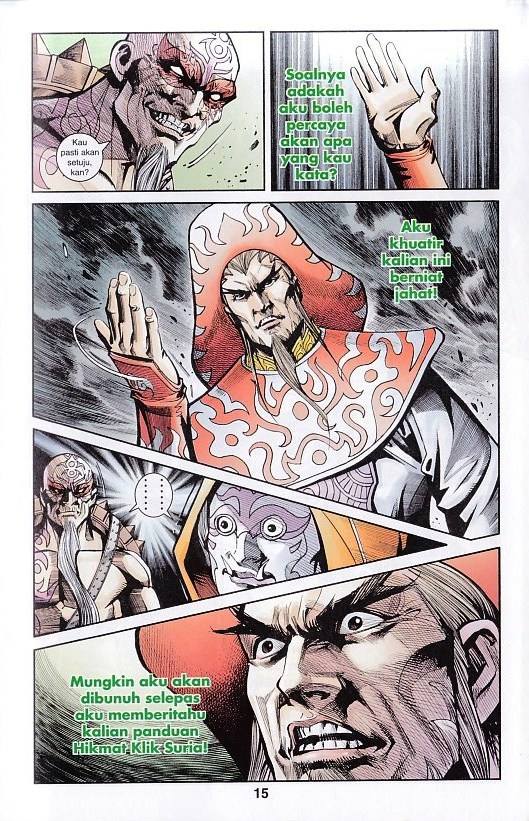 Kau
pasti akan
setuju,
kan?
Soalnya
adakah
aku boleh
percaya
akan apa
yang kau
kata?
Aku
khuatir
kalian ini
berniat
jahat!
Mungkin aku akan
dibunuh selepas
aku memberitahu
kalian panduan
Hikmat Klik Suria!
15